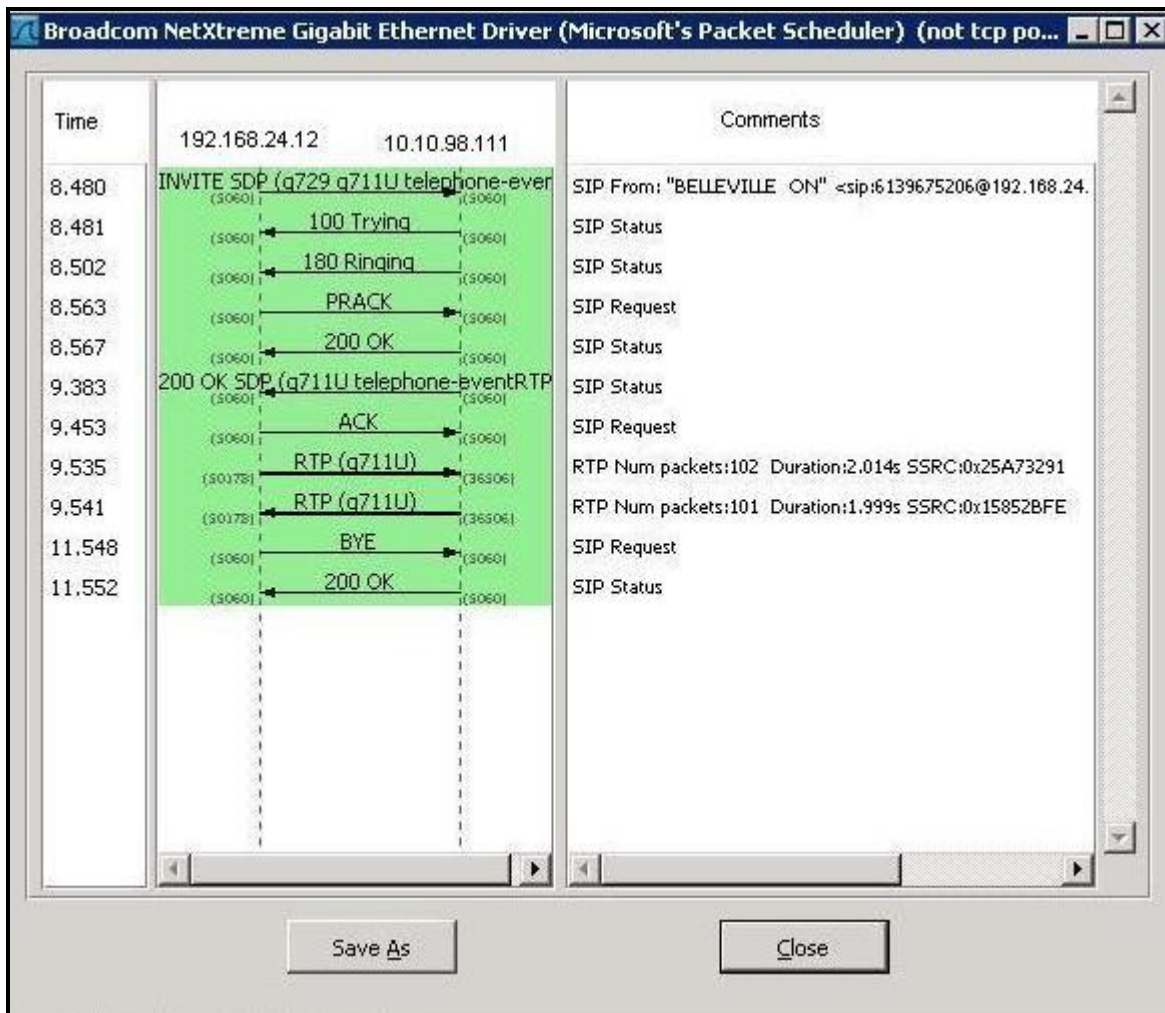 Broadcom NetXtreme Gigabit Ethernet Driver (Microsoft's Packet Scheduler) (not tcp po...
Time 192.168.24.12 10.10.98.111 Comments
8.480 INVITE SDP (g729 g711U telephone-ever SIP From: "BELLEVILLE ON" <sip:6139675206@192.168.24.
(5060) (5060)
8.481 100 Trying SIP Status
(5060) (5060)
8.502 180 Ringing SIP Status
(5060) (5060)
8.563 PRACK SIP Request
(5060) (5060)
8.567 200 OK SIP Status
(5060) (5060)
9.383 200 OK SDP (g711U telephone-eventRTP SIP Status
(5060) (5060)
9.453 ACK SIP Request
(5060) (5060)
9.535 RTP (g711U) RTP Num packets:102 Duration:2.014s SSRC:0x25A73291
(50178) (36506)
9.541 RTP (g711U) RTP Num packets:101 Duration:1.999s SSRC:0x15852BFE
(50178) (36506)
11.548 BYE SIP Request
(5060) (5060)
11.552 200 OK SIP Status
(5060) (5060)
Save As Close